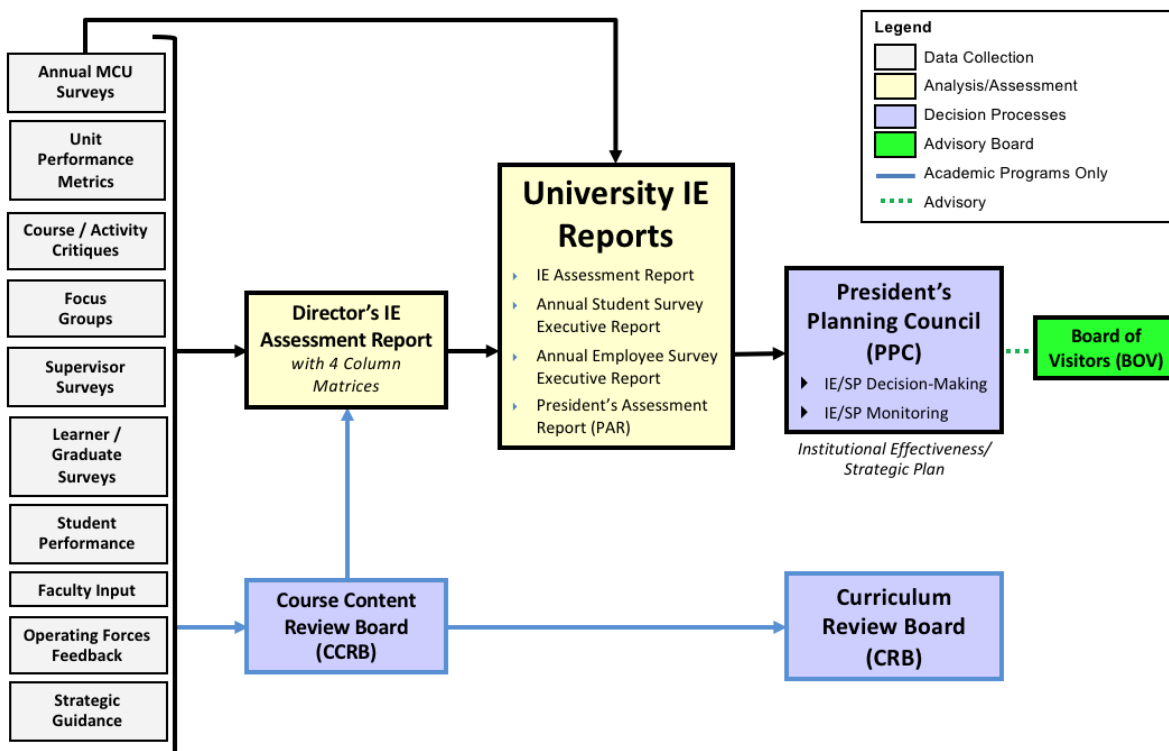 Annual MCU
Surveys
Unit
Performance
Metrics
Course / Activity
Critiques
Focus
Groups
Supervisor
Surveys
Learner /
Graduate
Surveys
Student
Performance
Faculty Input
Operating Forces
Feedback
Strategic
Guidance
Director's IE
Assessment Report
with 4 Column
Matrices
Course Content
Review Board
(CCRB)
University IE
Reports
IE Assessment Report
Annual Student Survey
Executive Report
Annual Employee Survey
Executive Report
President's Assessment
Report (PAR)
President's
Planning Council
(PPC)
IE/SP Decision-Making
IE/SP Monitoring
Institutional Effectiveness/
Strategic Plan
Curriculum
Review Board
(CRB)
Board of
Visitors (BOV)
Legend
Data Collection
Analysis/Assessment
Decision Processes
Advisory Board
Academic Programs Only
Advisory